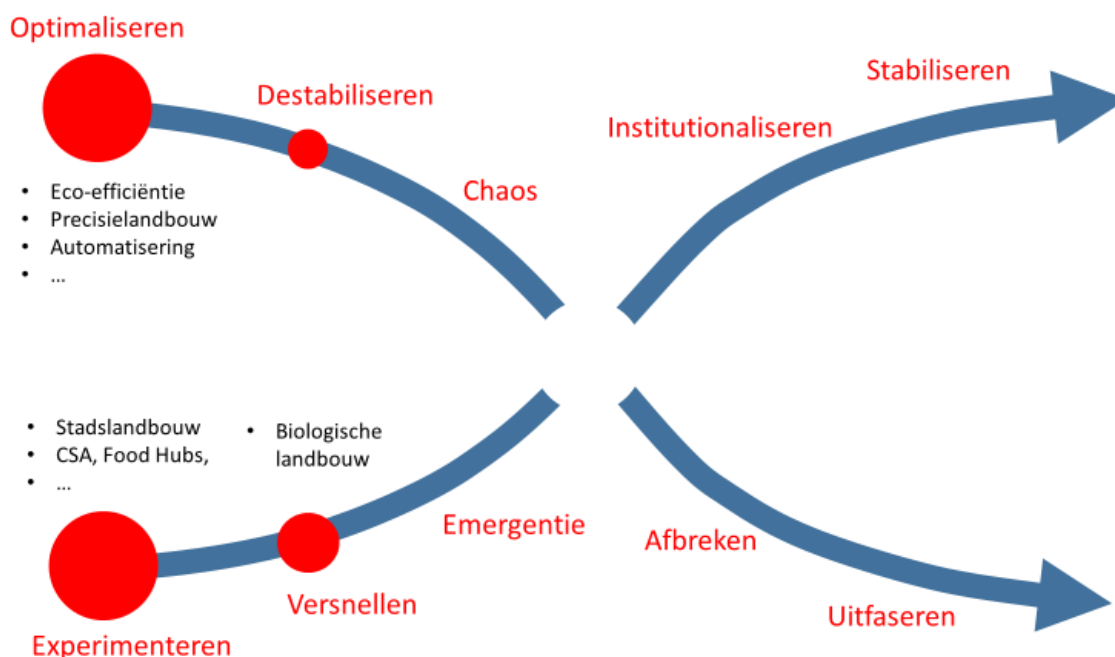 Optimaliseren
Destabiliseren
Chaos
Stabiliseren
Institutionaliseren
• Eco-efficiëntie
• Precisielandbouw
• Automatisering
• ...
• Stadslandbouw
• CSA, Food Hubs,
• ...
• Biologische
landbouw
Emergentie
Versnellen
Experimenteren
Afbreken
Uitfaseren